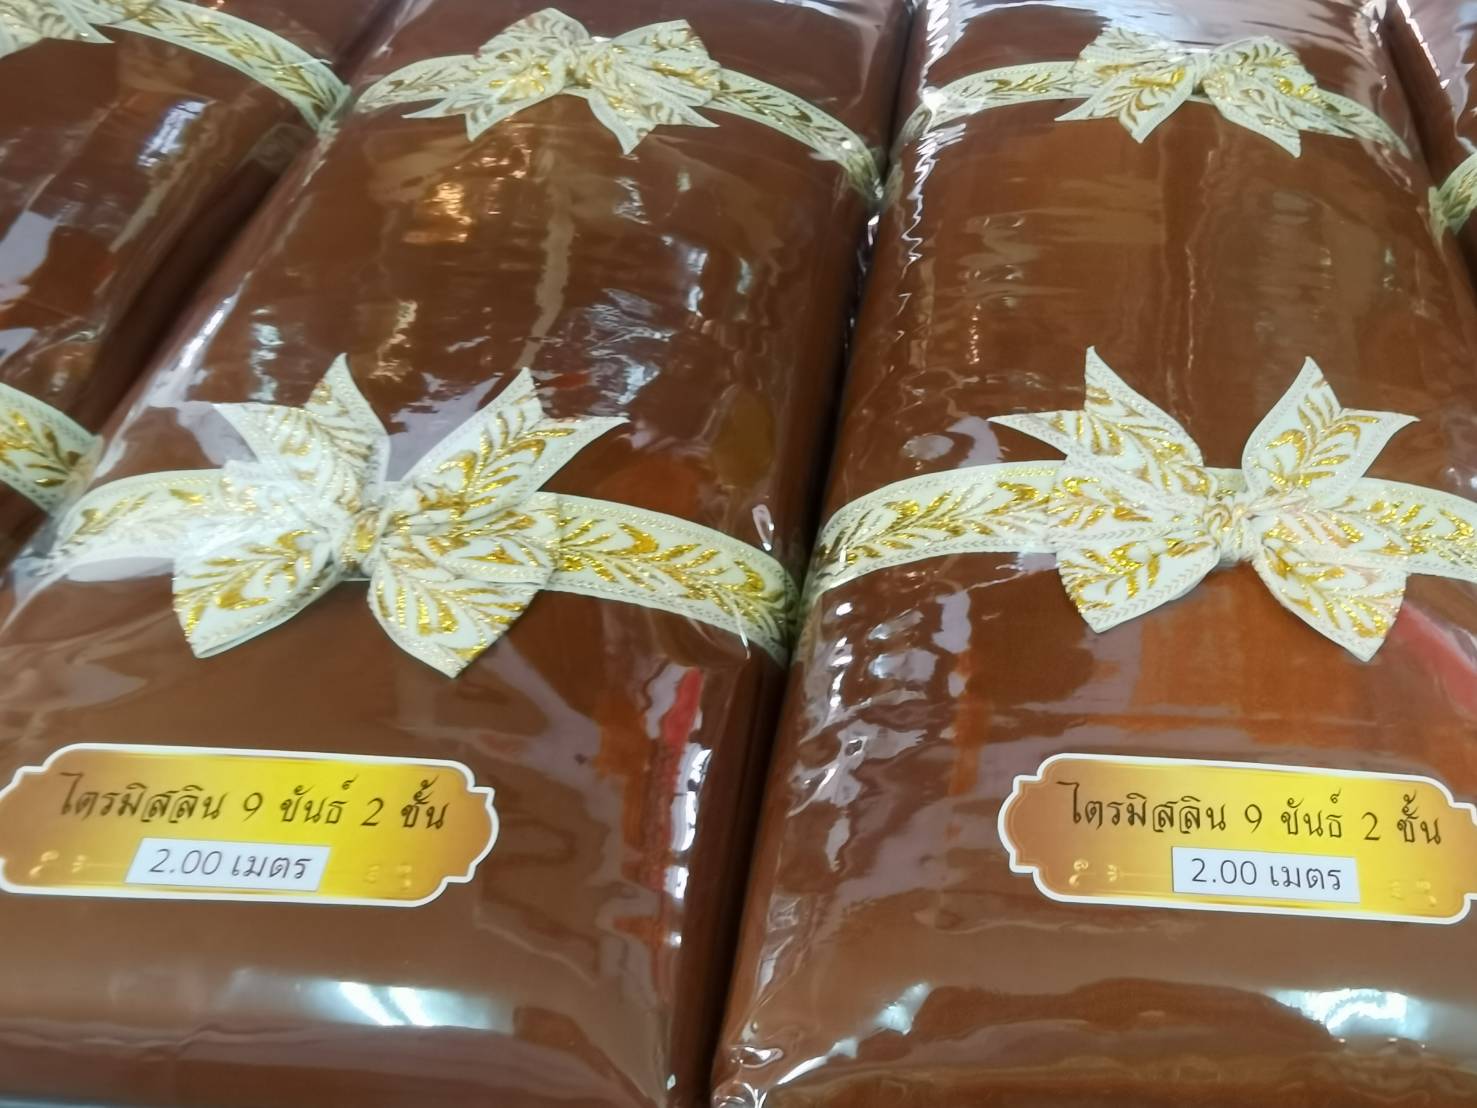 ไตรมิสลิน 9 ขันธ์ 2 ชั้น
2.00 เมตร
ไตรมิสลิน 9 ขันธ์ 2 ชั้น
2.00 เมตร